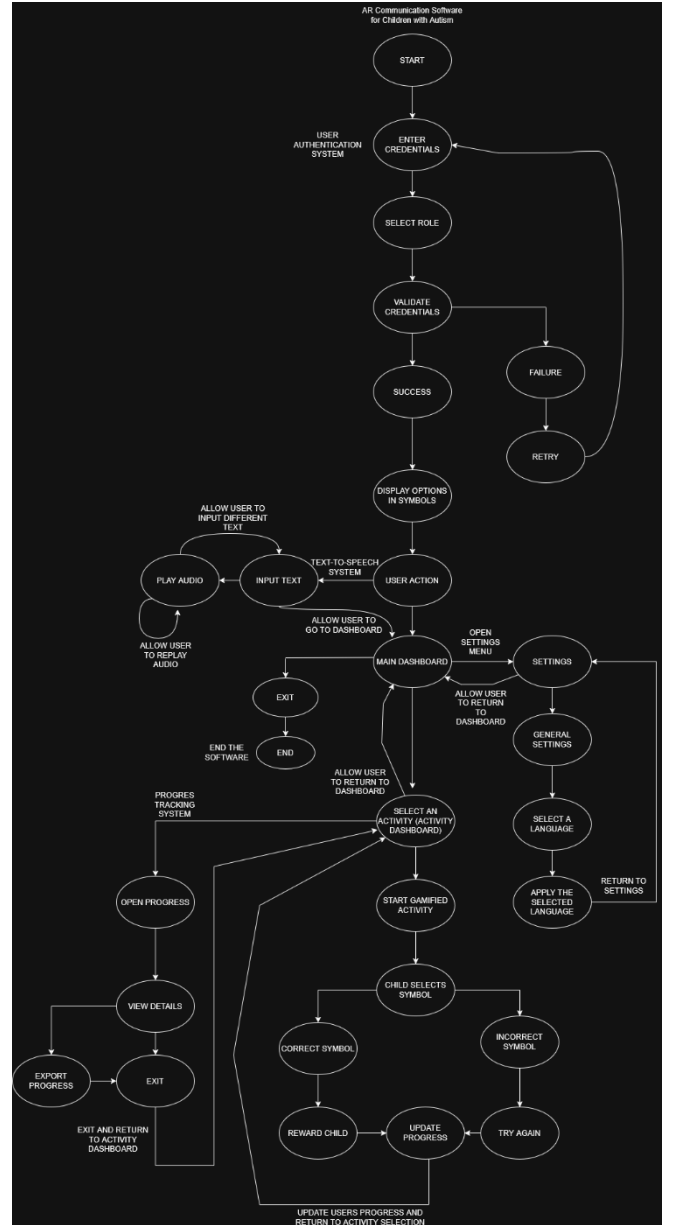 AR Communication Software
for Children with Autism
START
USER
AUTHENTICATION
SYSTEM
ENTER
CREDENTIALS
SELECT ROLE
VALIDATE
CREDENTIALS
FAILURE
SUCCESS
RETRY
DISPLAY OPTIONS
IN SYMBOLS
ALLOW USER TO
INPUT DIFFERENT
TEXT
TEXT-TO-SPEECH
SYSTEM
PLAY AUDIO
INPUT TEXT
USER ACTION
ALLOW USER TO
GO TO DASHBOARD
ALLOW USER
TO REPLAY
AUDIO
OPEN
SETTINGS
MENU
MAIN DASHBOARD
SETTINGS
ALLOW USER
TO RETURN
TO
DASHBOARD
EXIT
GENERAL
SETTINGS
END THE
SOFTWARE
END
ALLOW USER
TO RETURN TO
DASHBOARD
PROGRES
TRACKING
SYSTEM
SELECT AN
ACTIVITY (ACTIVITY
DASHBOARD)
SELECT A
LANGUAGE
RETURN TO
SETTINGS
OPEN PROGRESS
START GAMIFIED
ACTIVITY
APPLY THE
SELECTED
LANGUAGE
CHILD SELECTS
SYMBOL
VIEW DETAILS
CORRECT SYMBOL
INCORRECT
SYMBOL
EXPORT
PROGRESS
EXIT
EXIT AND RETURN
TO ACTIVITY
DASHBOARD
REWARD CHILD
UPDATE
PROGRESS
TRY AGAIN
UPDATE USERS PROGRESS AND
RETURN TO ACTIVITY SELECTION